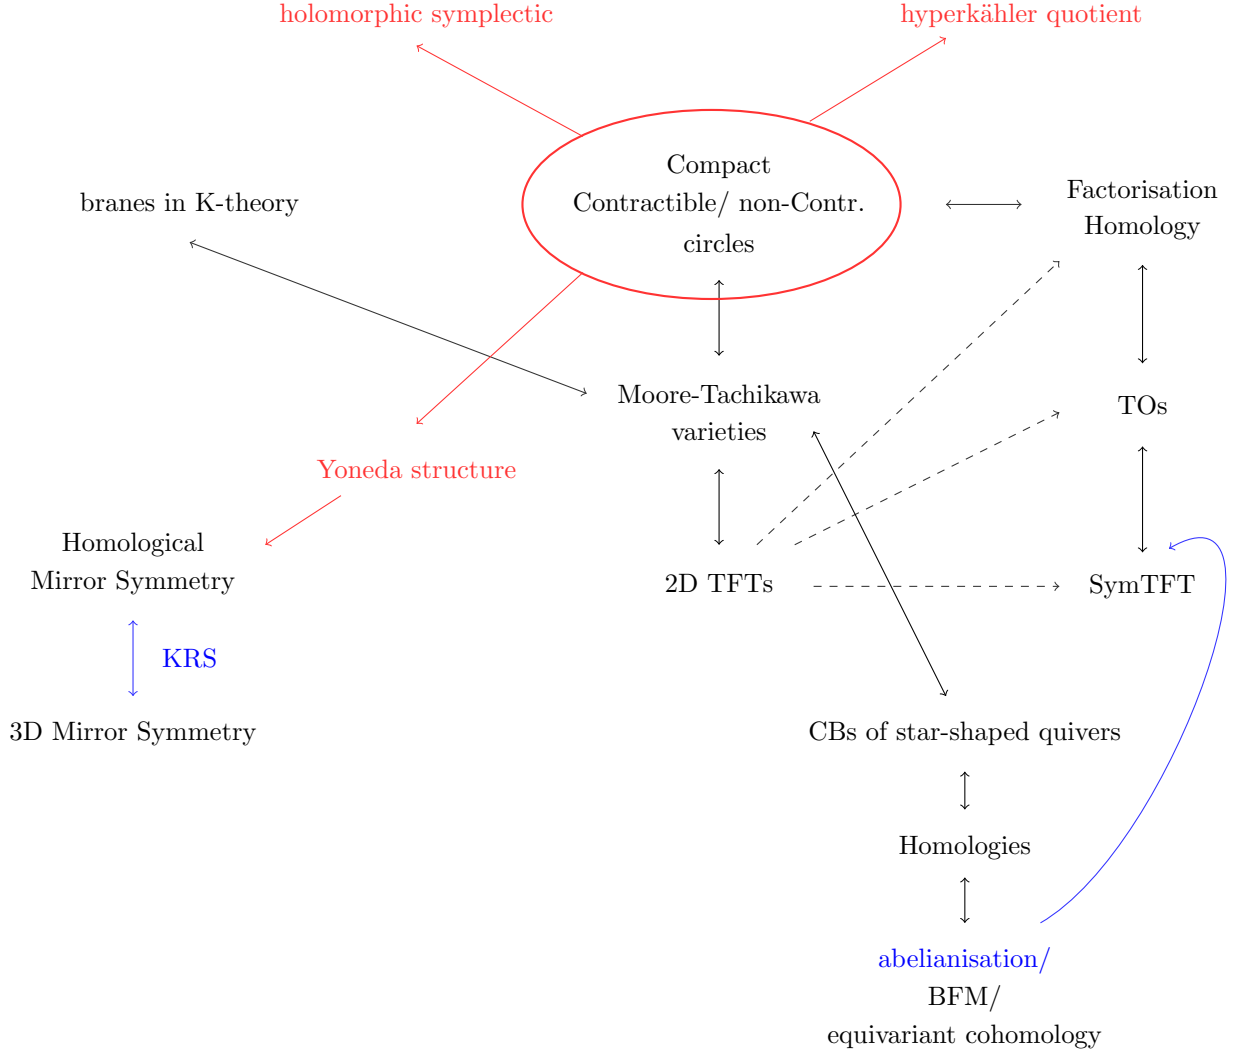 holomorphic symplectic
hyperkähler quotient
Compact
Contractible/ non-Contr.
circles
branes in K-theory
Factorisation
Homology
Moore-Tachikawa
varieties
TOs
Yoneda structure
Homological
Mirror Symmetry
2D TFTs
SymTFT
KRS
3D Mirror Symmetry
CBs of star-shaped quivers
Homologies
abelianisation/
BFM/
equivariant cohomology